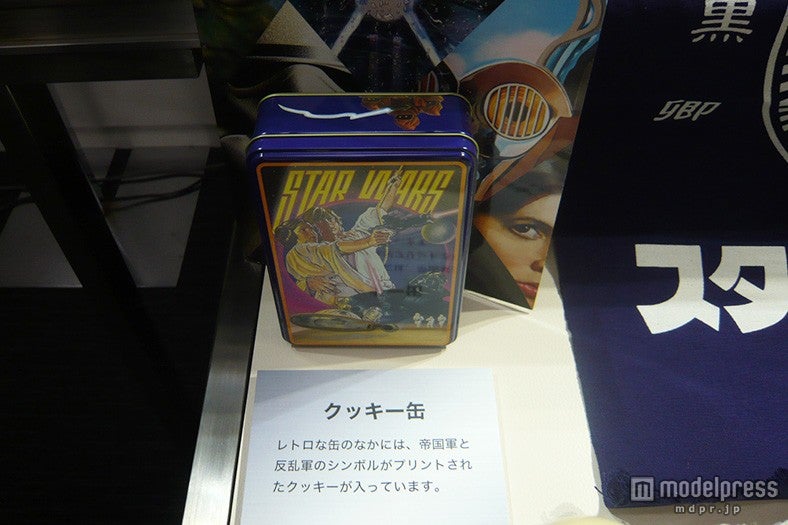 黒
STAR WARS
スタ
クッキー缶
レトロな缶のなかには、帝国軍と
反乱軍のシンボルがプリントされ
たクッキーが入っています。
modelpress
mdpr.jp